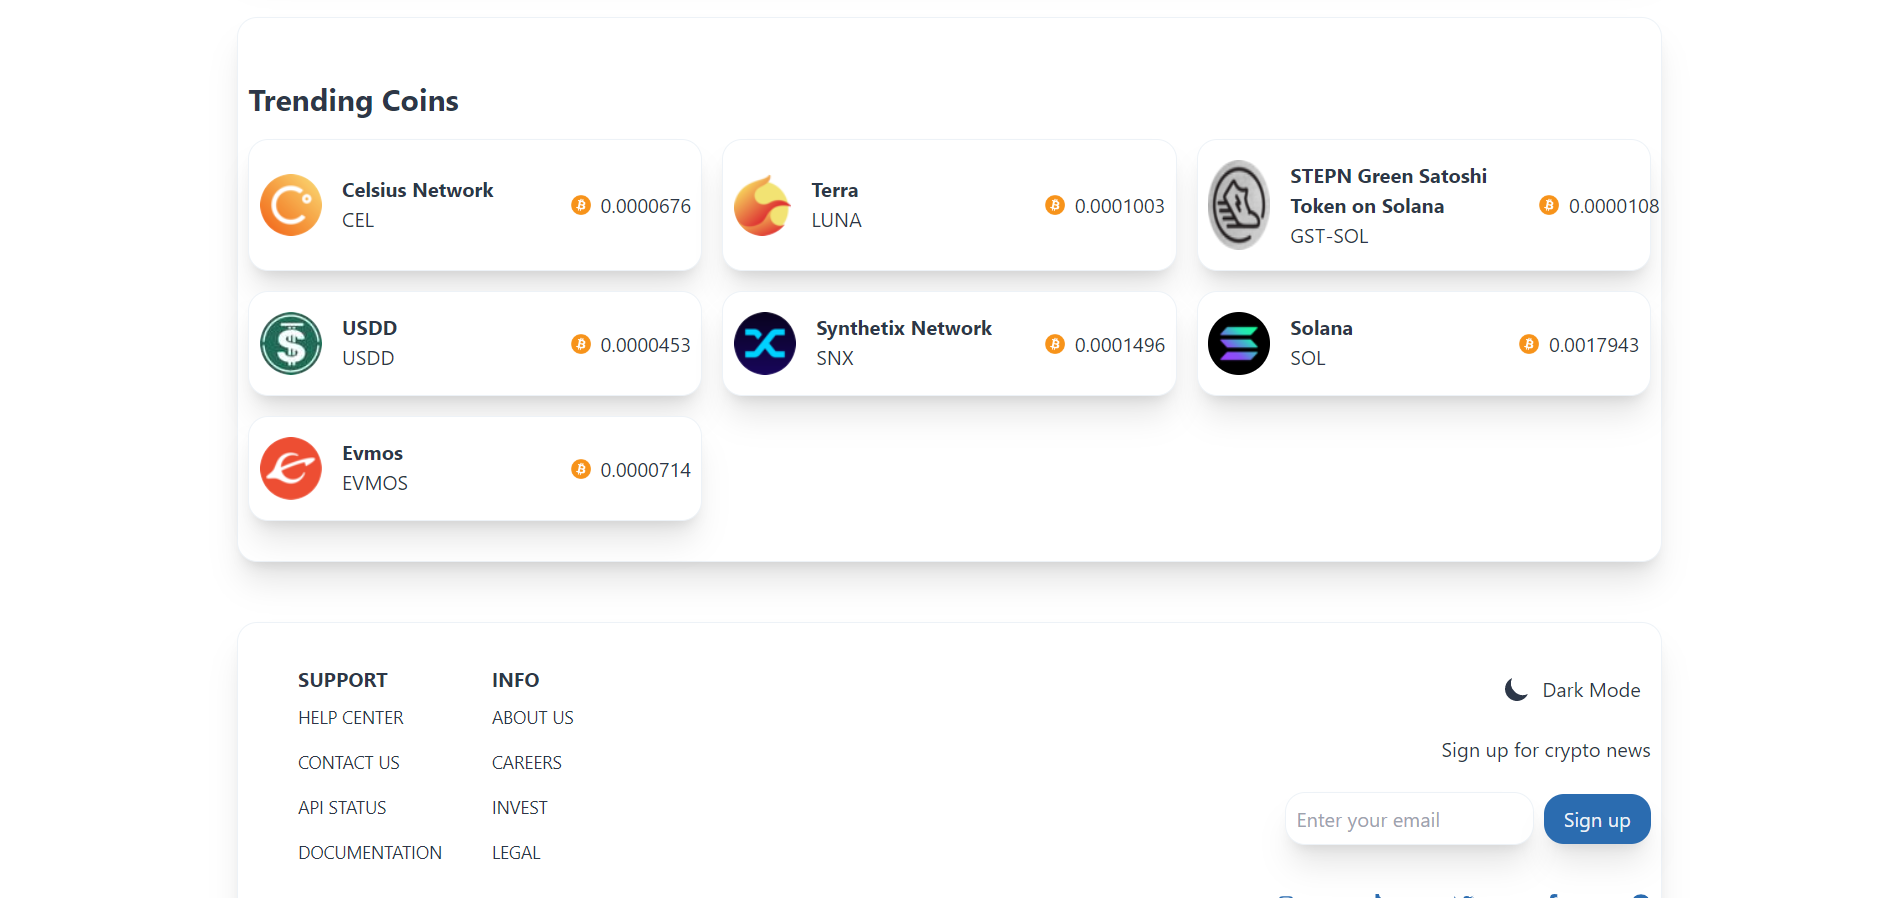 Trending Coins
Celsius Network
CEL
0.0000676
Terra
LUNA
0.0001003
STEPN Green Satoshi
Token on Solana
GST-SOL
0.0000108
USDD
USDD
0.0000453
Synthetix Network
SNX
0.0001496
Solana
SOL
0.0017943
Evmos
EVMOS
0.0000714
SUPPORT
HELP CENTER
CONTACT US
API STATUS
DOCUMENTATION
INFO
ABOUT US
CAREERS
INVEST
LEGAL
Dark Mode
Sign up for crypto news
Enter your email
Sign up